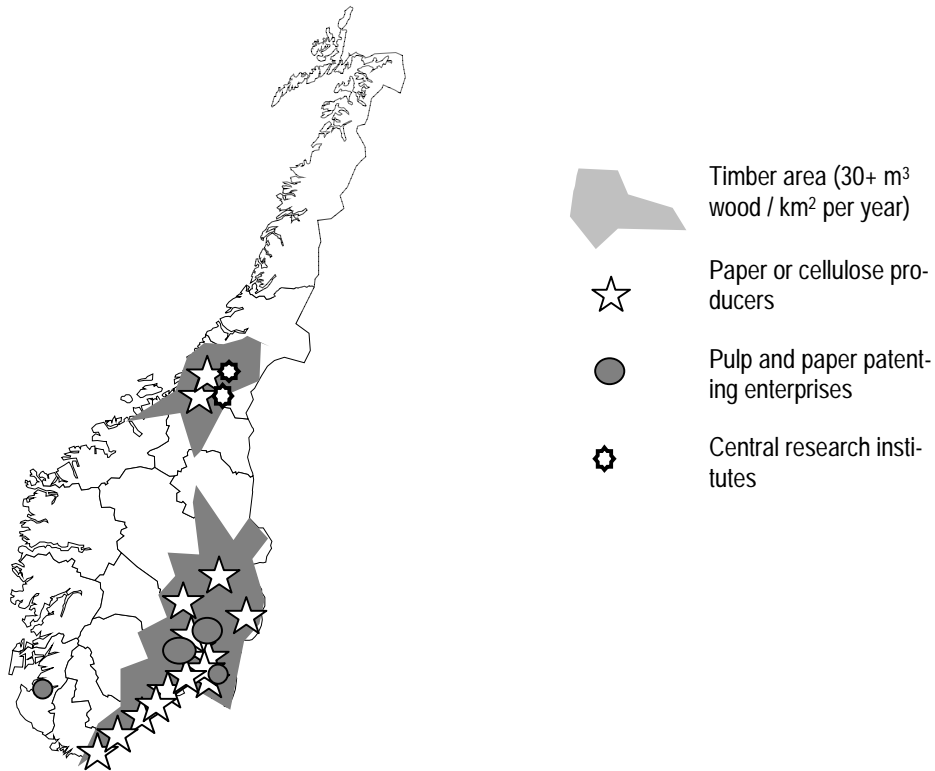 Timber area (30+ m³
wood / km² per year)
Paper or cellulose pro-
ducers
Pulp and paper patent-
ing enterprises
Central research insti-
tutes